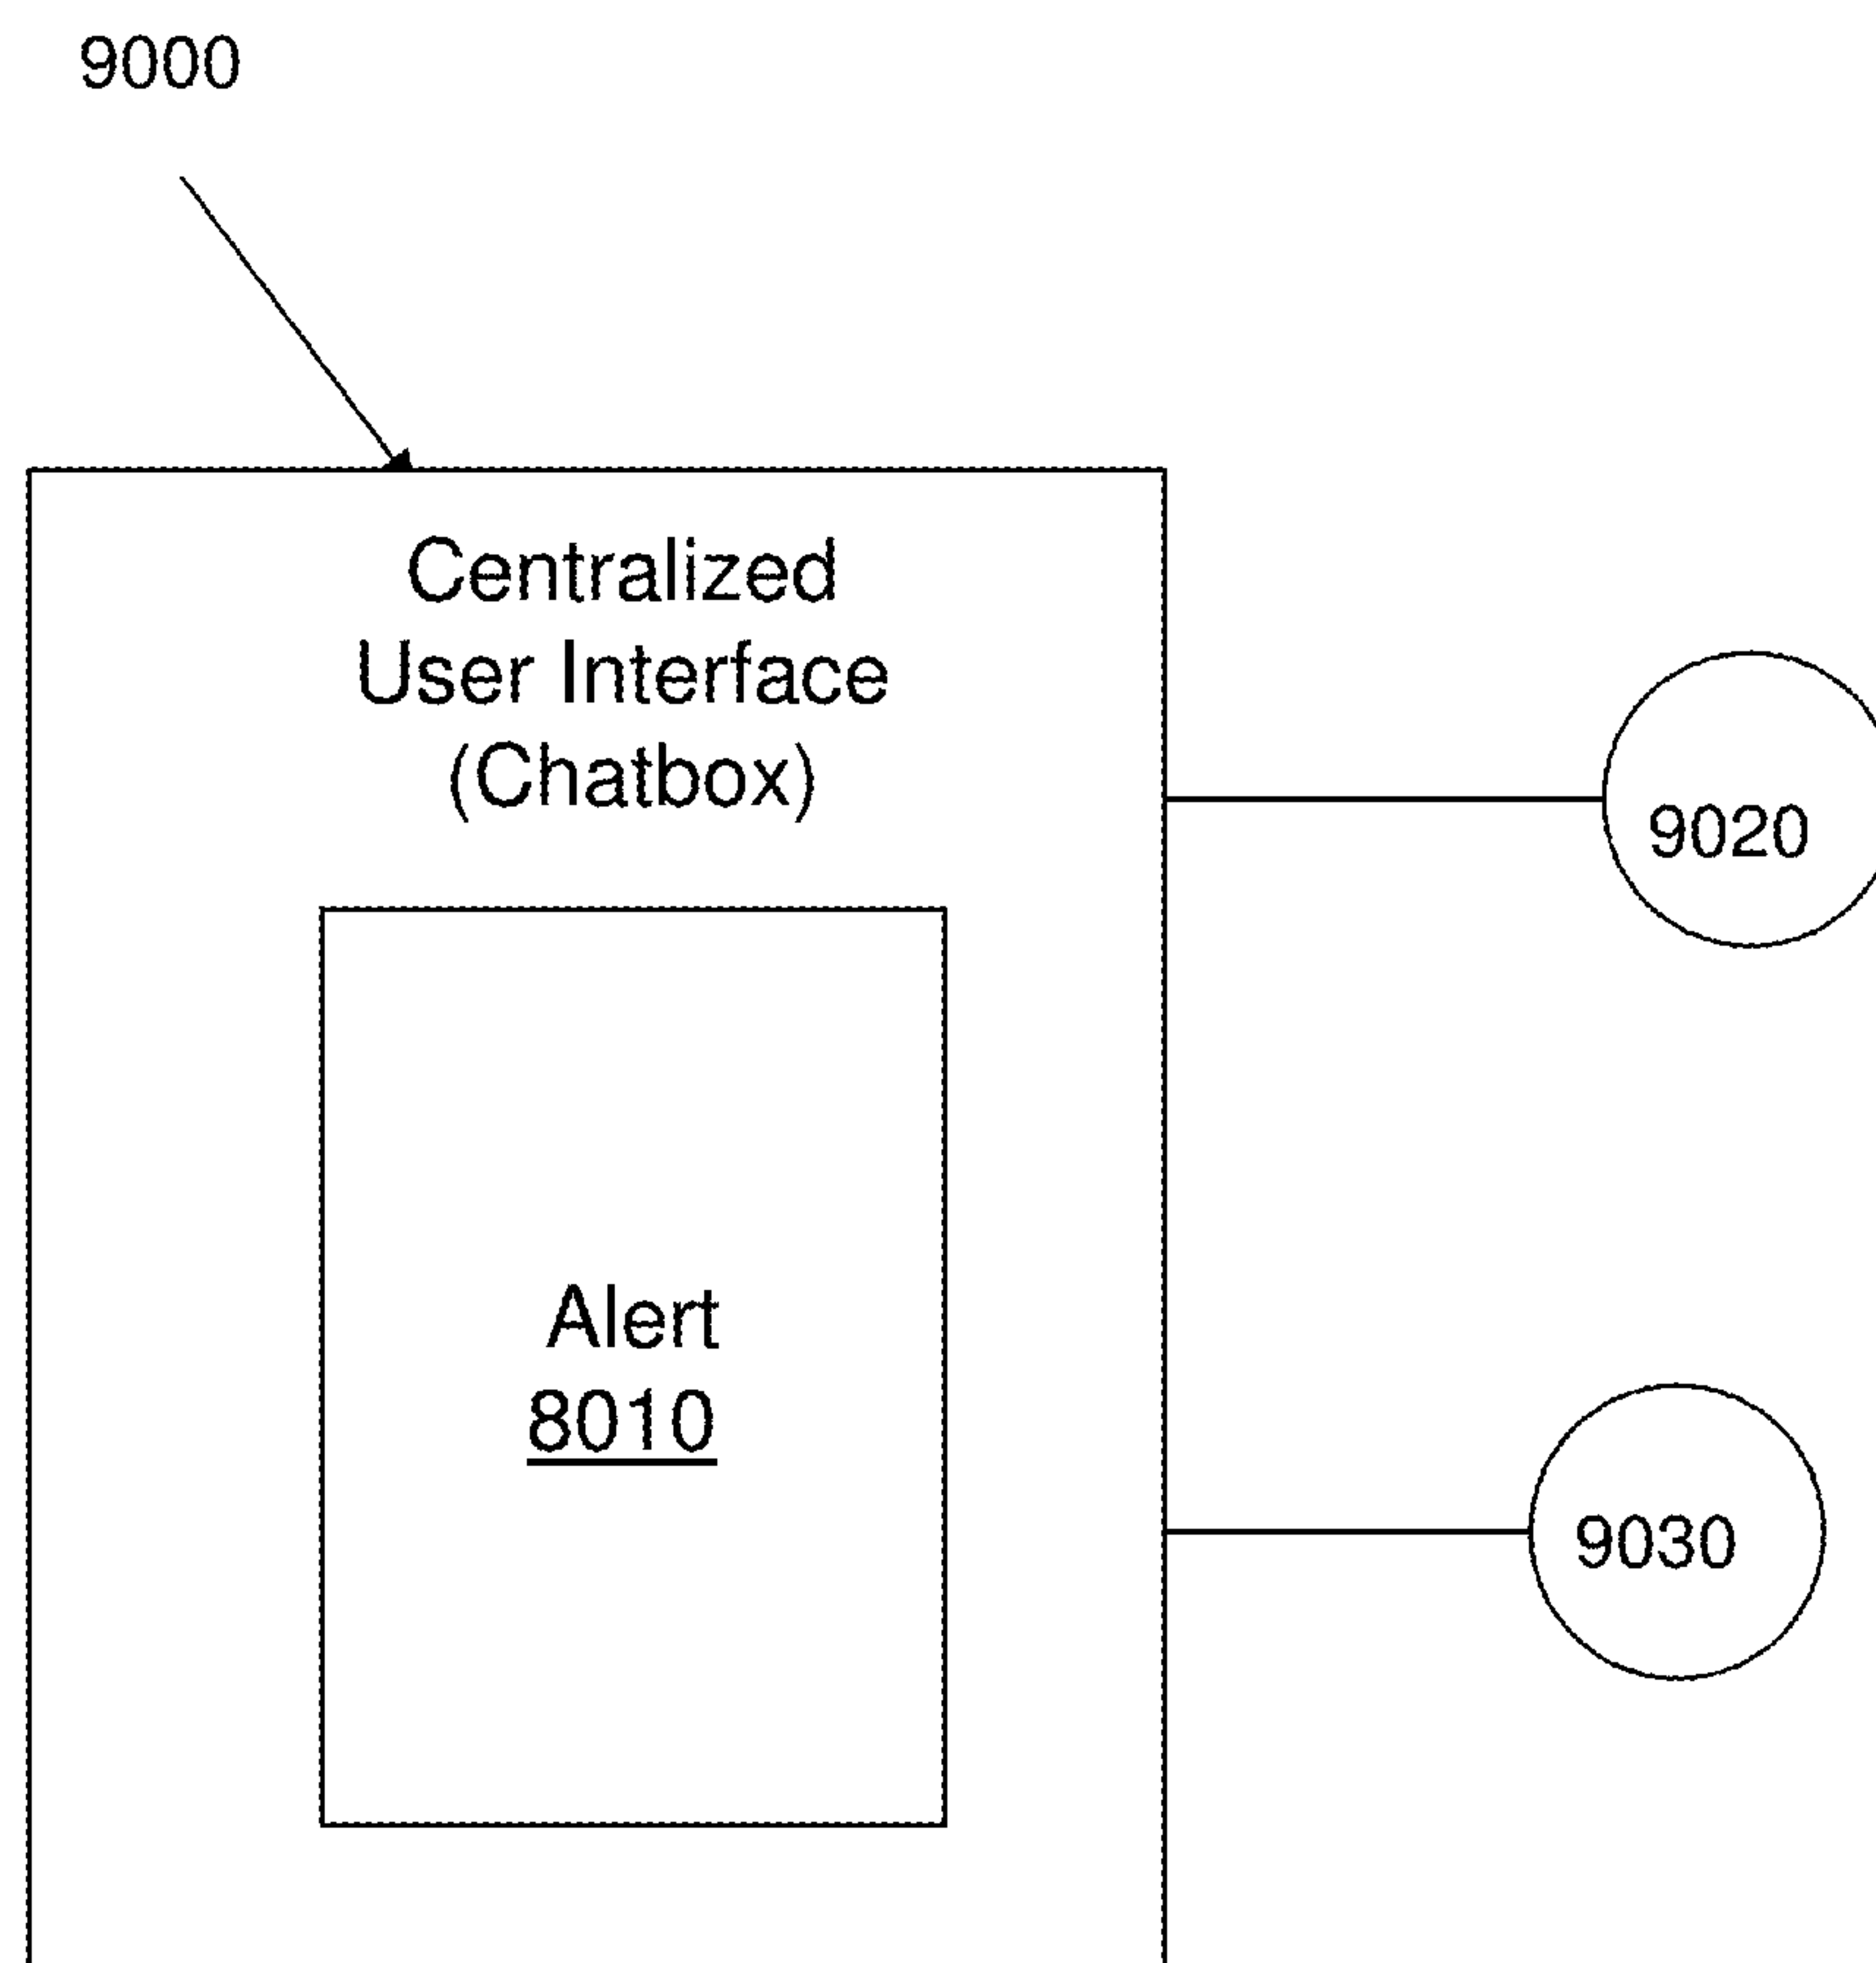 9000
Centralized
User Interface
(Chatbox)
9020
Alert
8010
9030